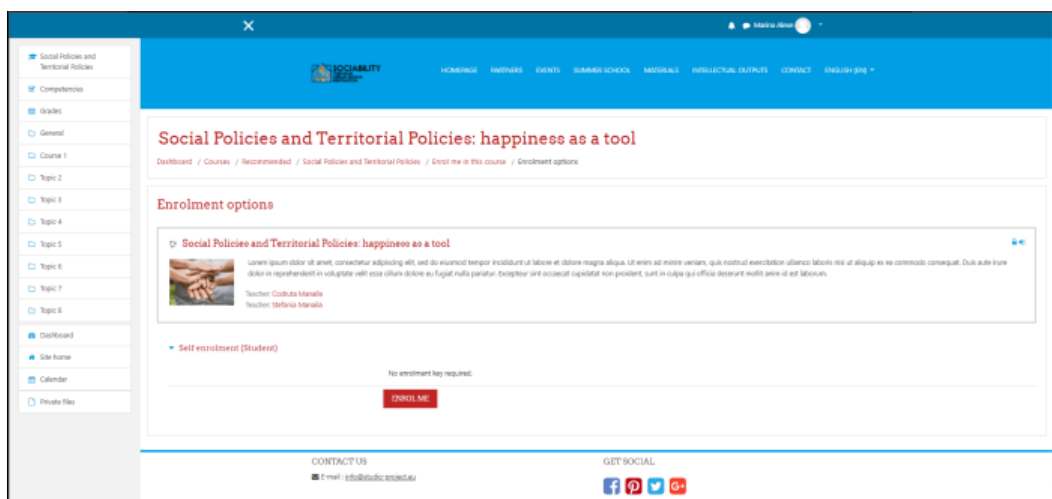 Marina Alexe
Social Policies and
Territorial Policies
Competencies
Grades
General
Course 1
Topic 2
Topic 3
Topic 4
Topic 5
Topic 6
Topic 7
Topic 8
Dashboard
Site home
Calendar
Private files
SOCIABILITY
HOMEPAGE PARTNERS EVENTS SUMMER SCHOOL MATERIALS INTELLECTUAL OUTPUTS CONTACT ENGLISH (EN)
Social Policies and Territorial Policies: happiness as a tool
Dashboard / Courses / Recommended / Social Policies and Territorial Policies / Enrol me in this course / Enrolment options
Enrolment options
Social Policies and Territorial Policies: happiness as a tool
Lorem ipsum dolor sit amet, consectetur adipiscing elit, sed do eiusmod tempor incididunt ut labore et dolore magna aliqua. Ut enim ad minim veniam, quis nostrud exercitation ullamco laboris nisi ut aliquip ex ea commodo consequat. Duis aute irure
dolor in reprehenderit in voluptate velit esse cillum dolore eu fugiat nulla pariatur. Excepteur sint occaecat cupidatat non proident, sunt in culpa qui officia deserunt mollit anim id est laborum.
Teacher: Codruta Manaila
Teacher: Stefania Manaila
Self enrolment (Student)
No enrolment key required.
ENROL ME
CONTACT US
E-mail : info@studio-project.eu
GET SOCIAL